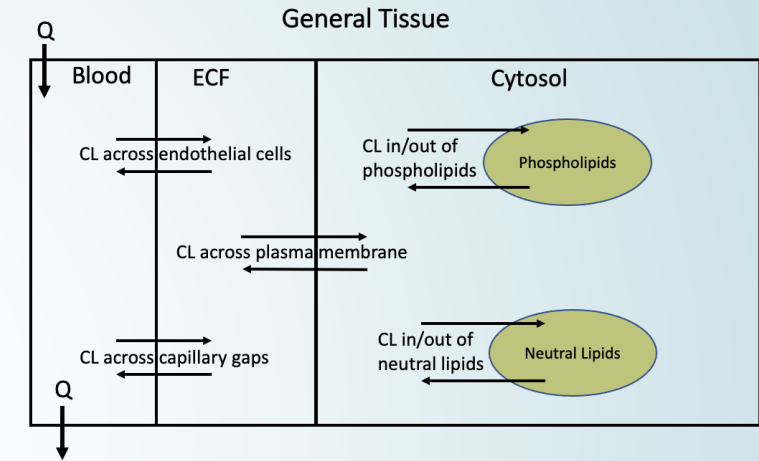 General Tissue
Q
Blood
ECF
Cytosol
CL across endothelial cells
CL in/out of
phospholipids
Phospholipids
CL across plasma membrane
CL across capillary gaps
CL in/out of
neutral lipids
Neutral Lipids
Q